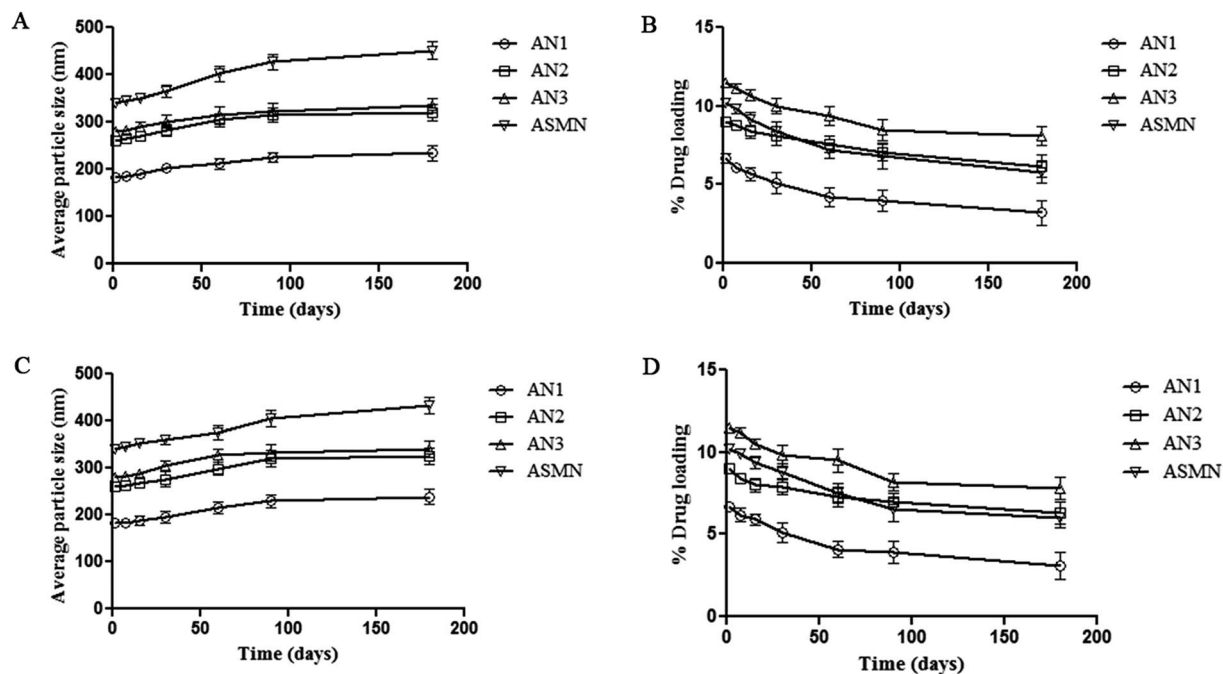 A
Average particle size (nm)
500
400
300
200
100
0
0 50 100 150 200
Time (days)
AN1
AN2
AN3
ASMN
B
% Drug loading
15
10
5
0
0 50 100 150 200
Time (days)
AN1
AN2
AN3
ASMN
C
Average particle size (nm)
500
400
300
200
100
0
0 50 100 150 200
Time (days)
AN1
AN2
AN3
ASMN
D
% Drug loading
15
10
5
0
0 50 100 150 200
Time (days)
AN1
AN2
AN3
ASMN